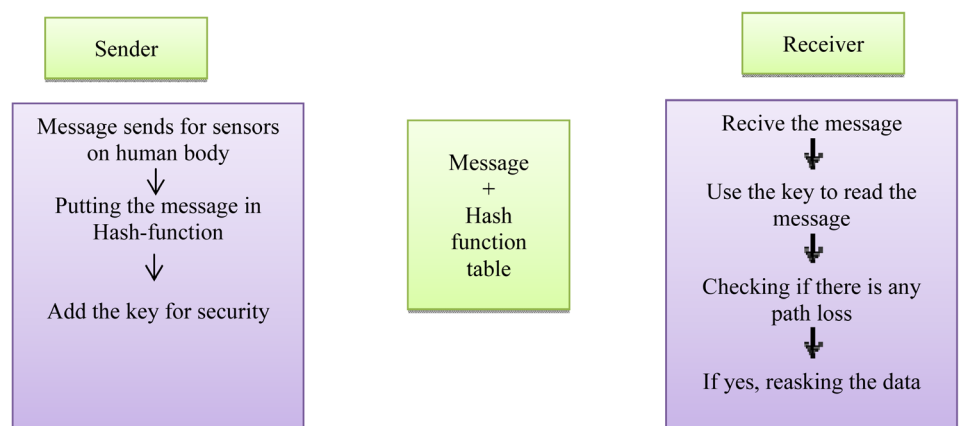 Sender
Message sends for sensors
on human body
Putting the message in
Hash-function
Add the key for security
Message
+
Hash
function
table
Receiver
Recive the message
Use the key to read the
message
Checking if there is any
path loss
If yes, reasking the data